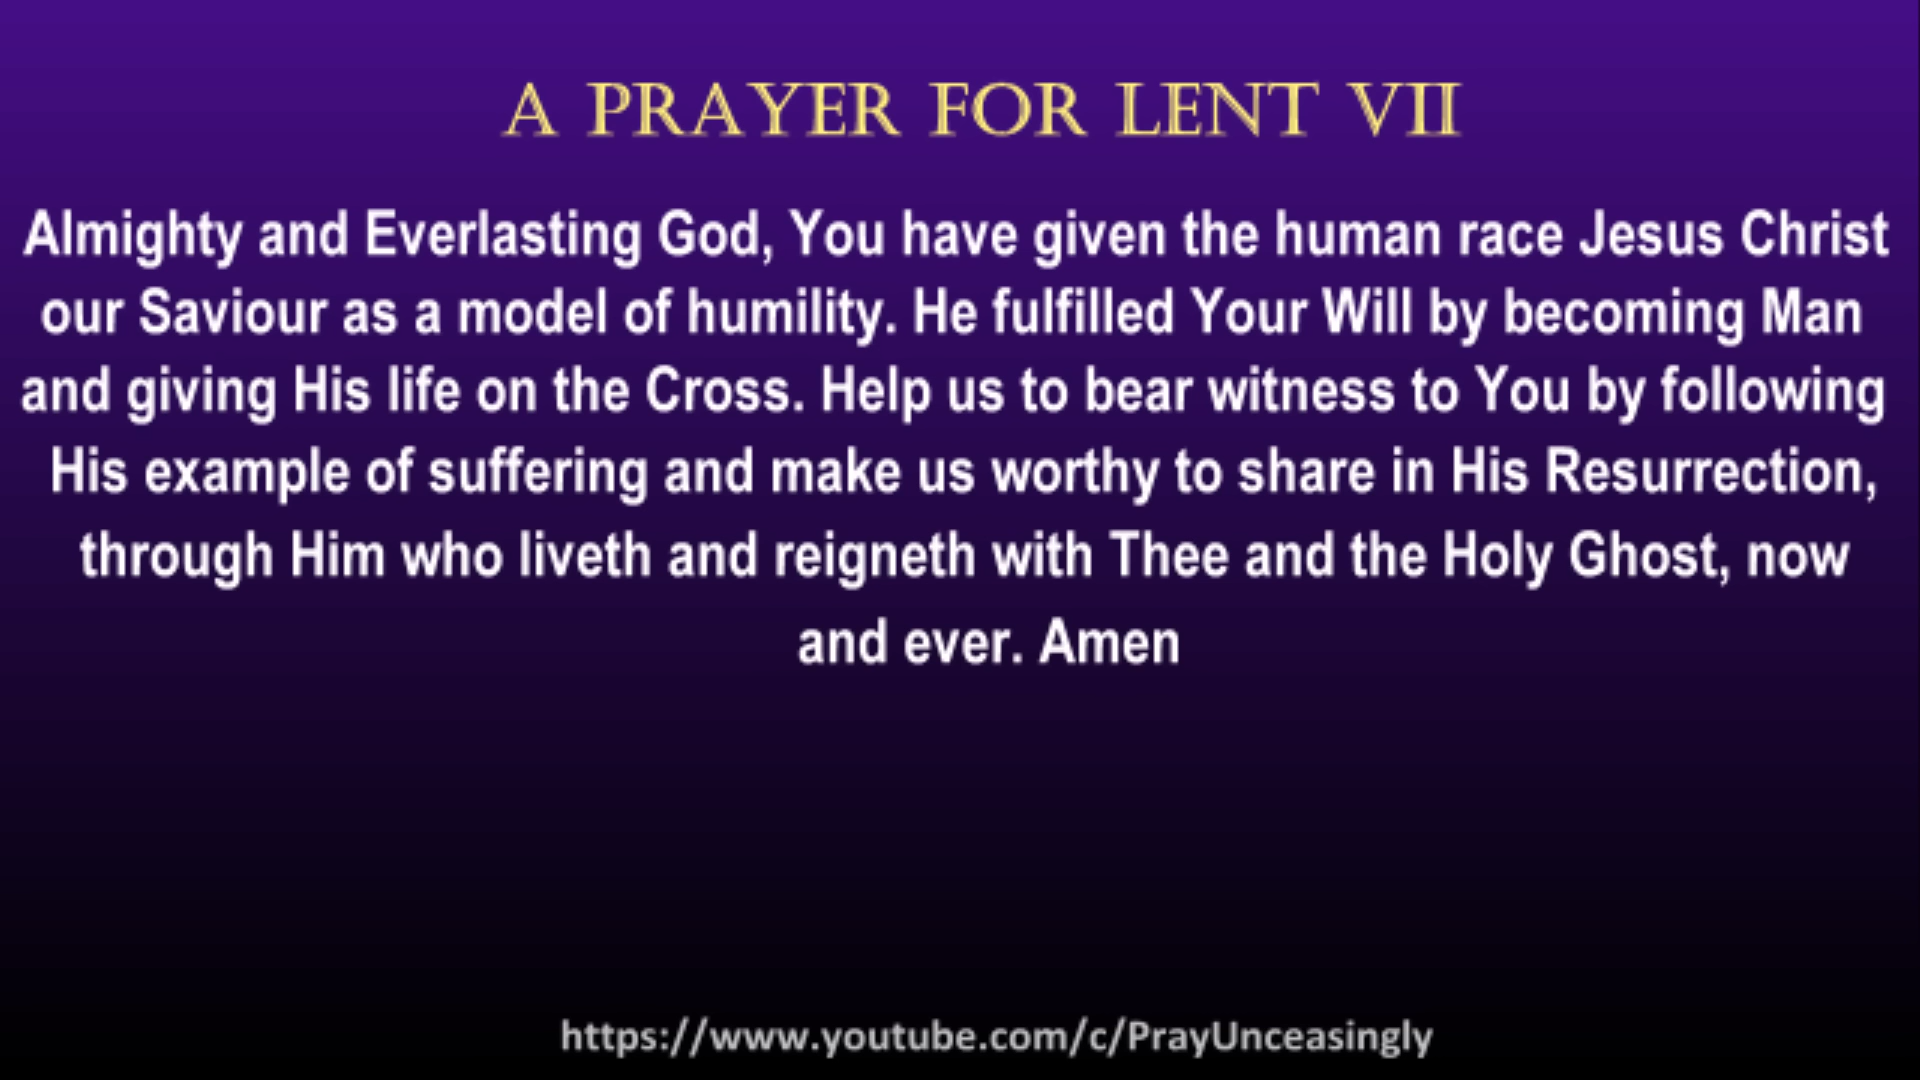 A PRAYER FOR LENT VII
Almighty and Everlasting God, You have given the human race Jesus Christ
our Saviour as a model of humility. He fulfilled Your Will by becoming Man
and giving His life on the Cross. Help us to bear witness to You by following
His example of suffering and make us worthy to share in His Resurrection,
through Him who liveth and reigneth with Thee and the Holy Ghost, now
and ever. Amen
https://www.youtube.com/c/PrayUnceasingly